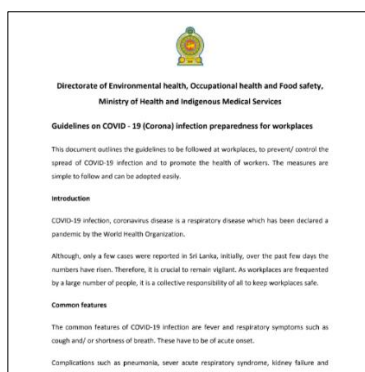 Directorate of Environmental health, Occupational health and Food safety,
Ministry of Health and Indigenous Medical Services
Guidelines on COVID - 19 (Corona) infection preparedness for workplaces
This document outlines the guidelines to be followed at workplaces, to prevent/ control the
spread of COVID-19 infection and to promote the health of workers. The measures are
simple to follow and can be adopted easily.
Introduction
COVID-19 infection, coronavirus disease is a respiratory disease which has been declared a
pandemic by the World Health Organization.
Although, only a few cases were reported in Sri Lanka, initially, over the past few days the
numbers have risen. Therefore, it is crucial to remain vigilant. As workplaces are frequented
by a large number of people, it is a collective responsibility of all to keep workplaces safe.
Common features
The common features of COVID-19 infection are fever and respiratory symptoms such as
cough and/ or shortness of breath. These have to be of acute onset.
Complications such as pneumonia, sever acute respiratory syndrome, kidney failure and